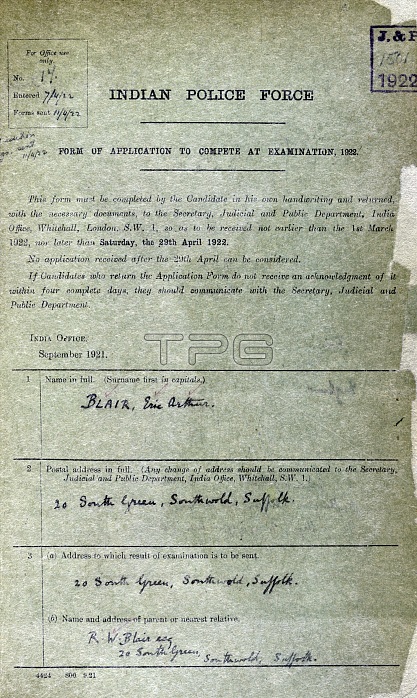 For Office use
only.
No. 14.
Entered 7/4/22
Forms sent 11/4/22
11/4/22
J. & P.
1922
INDIAN POLICE FORCE
FORM OF APPLICATION TO COMPETE AT EXAMINATION, 1922.
This form must be completed by the Candidate in his own handwriting and returned,
with the necessary documents, to the Secretary, Judicial and Public Department, India
Office, Whitehall, London, S.W. 1, so as to be received not earlier than the 1st March
1922, nor later than Saturday, the 29th April 1922.
No application received after the 29th April can be considered.
If Candidates who return the Application Form do not receive an acknowledgment of it
within four complete days, they should communicate with the Secretary, Judicial and
Public Department.
INDIA OFFICE,
September 1921.
TPG
1 Name in full. (Surname first in capitals.)
BLAIR, Eric Arthur.
2 Postal address in full. (Any change of address should be communicated to the Secretary,
Judicial and Public Department, India Office, Whitehall, S.W. 1.)
20 South Green, Southwold, Suffolk.
3 (a) Address to which result of examination is to be sent.
20 South Green, Southwold, Suffolk.
(b) Name and address of parent or nearest relative.
R. W. Blair esq
20 South Green, Southwold, Suffolk.
4424 800 9.21